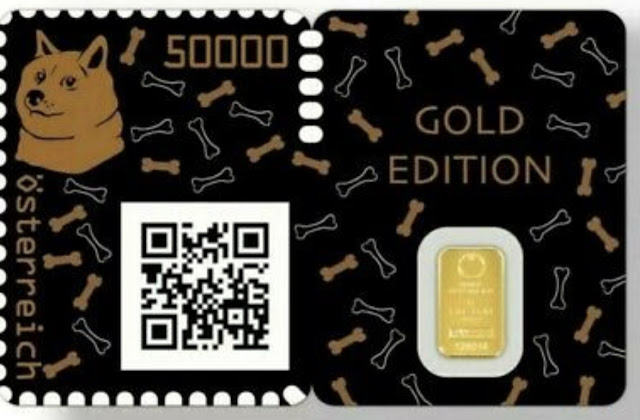 50000
österreich
GOLD
EDITION